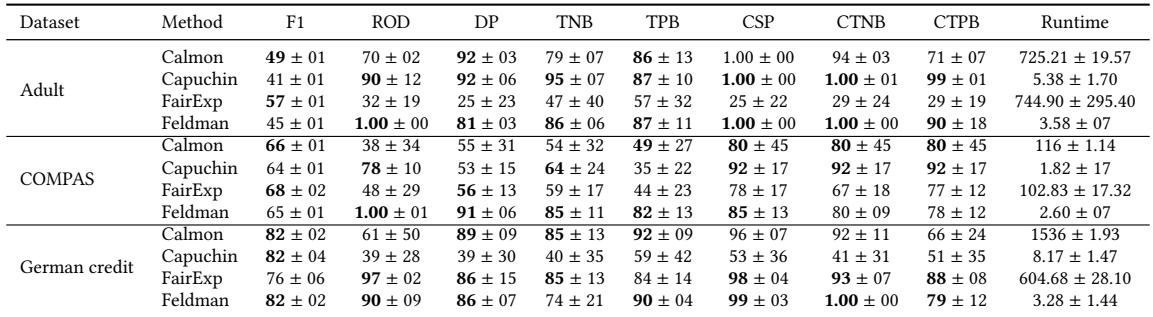 Dataset Method F1 ROD DP TNB TPB CSP CTNB CTPB Runtime
Calmon 49 ± 01 70 ± 02 92 ± 03 79 ± 07 86 ± 13 1.00 ± 00 94 ± 03 71 ± 07 725.21 ± 19.57
Capuchin 41 ± 01 90 ± 12 92 ± 06 95 ± 07 87 ± 10 1.00 ± 00 1.00 ± 01 99 ± 01 5.38 ± 1.70
Adult
FairExp 57 ± 01 32 ± 19 25 ± 23 47 ± 40 57 ± 32 25 ± 22 29 ± 24 29 ± 19 744.90 ± 295.40
Feldman 45 ± 01 1.00 ± 00 81 ± 03 86 ± 06 87 ± 11 1.00 ± 00 1.00 ± 00 90 ± 18 3.58 ± 07
Calmon 66 ± 01 38 ± 34 55 ± 31 54 ± 32 49 ± 27 80 ± 45 80 ± 45 80 ± 45 116 ± 1.14
Capuchin 64 ± 01 78 ± 10 53 ± 15 64 ± 24 35 ± 22 92 ± 17 92 ± 17 92 ± 17 1.82 ± 17
COMPAS
FairExp 68 ± 02 48 ± 29 56 ± 13 59 ± 17 44 ± 23 78 ± 17 67 ± 18 77 ± 12 102.83 ± 17.32
Feldman 65 ± 01 1.00 ± 01 91 ± 06 85 ± 11 82 ± 13 85 ± 13 80 ± 09 78 ± 12 2.60 ± 07
Calmon 82 ± 02 61 ± 50 89 ± 09 85 ± 13 92 ± 09 96 ± 07 92 ± 11 66 ± 24 1536 ± 1.93
Capuchin 82 ± 04 39 ± 28 39 ± 30 40 ± 35 59 ± 42 53 ± 36 41 ± 31 51 ± 35 8.17 ± 1.47
German credit
FairExp 76 ± 06 97 ± 02 86 ± 15 85 ± 13 84 ± 14 98 ± 04 93 ± 07 88 ± 08 604.68 ± 28.10
Feldman 82 ± 02 90 ± 09 86 ± 07 74 ± 21 90 ± 04 99 ± 03 1.00 ± 00 79 ± 12 3.28 ± 1.44